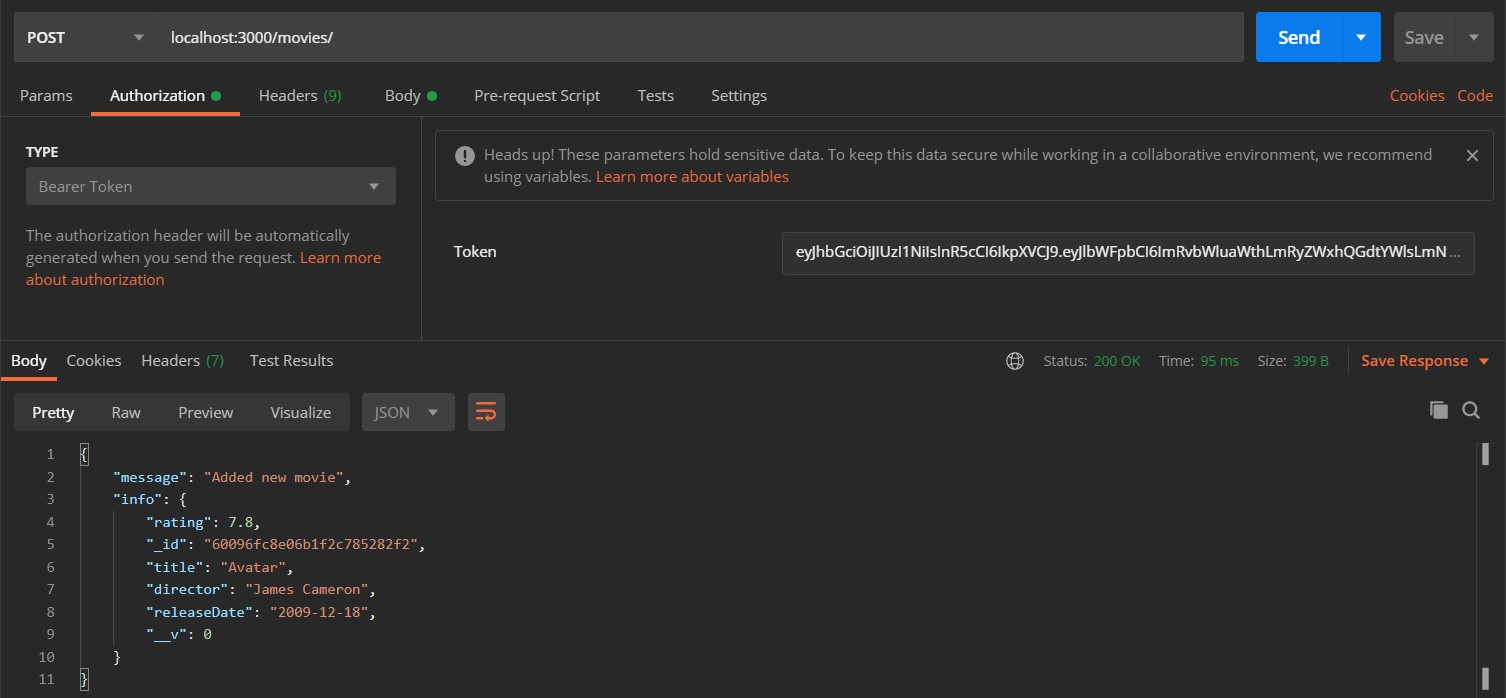 POST localhost:3000/movies/ Send Save
Params Authorization Headers (9) Body Pre-request Script Tests Settings Cookies Code
TYPE
Bearer Token
The authorization header will be automatically
generated when you send the request. Learn more
about authorization
Heads up! These parameters hold sensitive data. To keep this data secure while working in a collaborative environment, we recommend
using variables. Learn more about variables
Token eyJhbGciOiJIUzI1NiIsInR5cCI6IkpXVCJ9.eyJlbWFpbCI6ImRvbWluaWthLmRyZWxhQGdtYWlsLmN...
Body Cookies Headers (7) Test Results Status: 200 OK Time: 95 ms Size: 399 B Save Response
Pretty Raw Preview Visualize JSON
1 {
2 "message": "Added new movie",
3 "info": {
4 "rating": 7.8,
5 "_id": "60096fc8e06b1f2c785282f2",
6 "title": "Avatar",
7 "director": "James Cameron",
8 "releaseDate": "2009-12-18",
9 "__v": 0
10 }
11 }